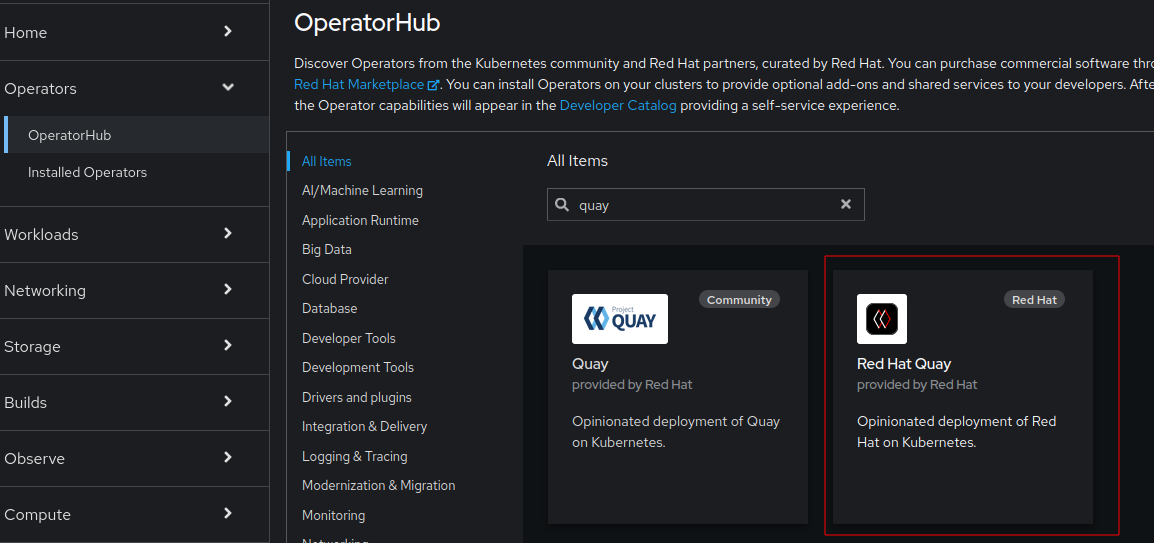 Home
Operators
OperatorHub
Installed Operators
Workloads
Networking
Storage
Builds
Observe
Compute
OperatorHub
Discover Operators from the Kubernetes community and Red Hat partners, curated by Red Hat. You can purchase commercial software thr
Red Hat Marketplace. You can install Operators on your clusters to provide optional add-ons and shared services to your developers. Afte
the Operator capabilities will appear in the Developer Catalog providing a self-service experience.
All Items
AI/Machine Learning
Application Runtime
Big Data
Cloud Provider
Database
Developer Tools
Development Tools
Drivers and plugins
Integration & Delivery
Logging & Tracing
Modernization & Migration
Monitoring
Networking
All Items
quay
Community
Project
QUAY
Quay
provided by Red Hat
Opinionated deployment of Quay
on Kubernetes.
Red Hat
Red Hat Quay
provided by Red Hat
Opinionated deployment of Red
Hat on Kubernetes.